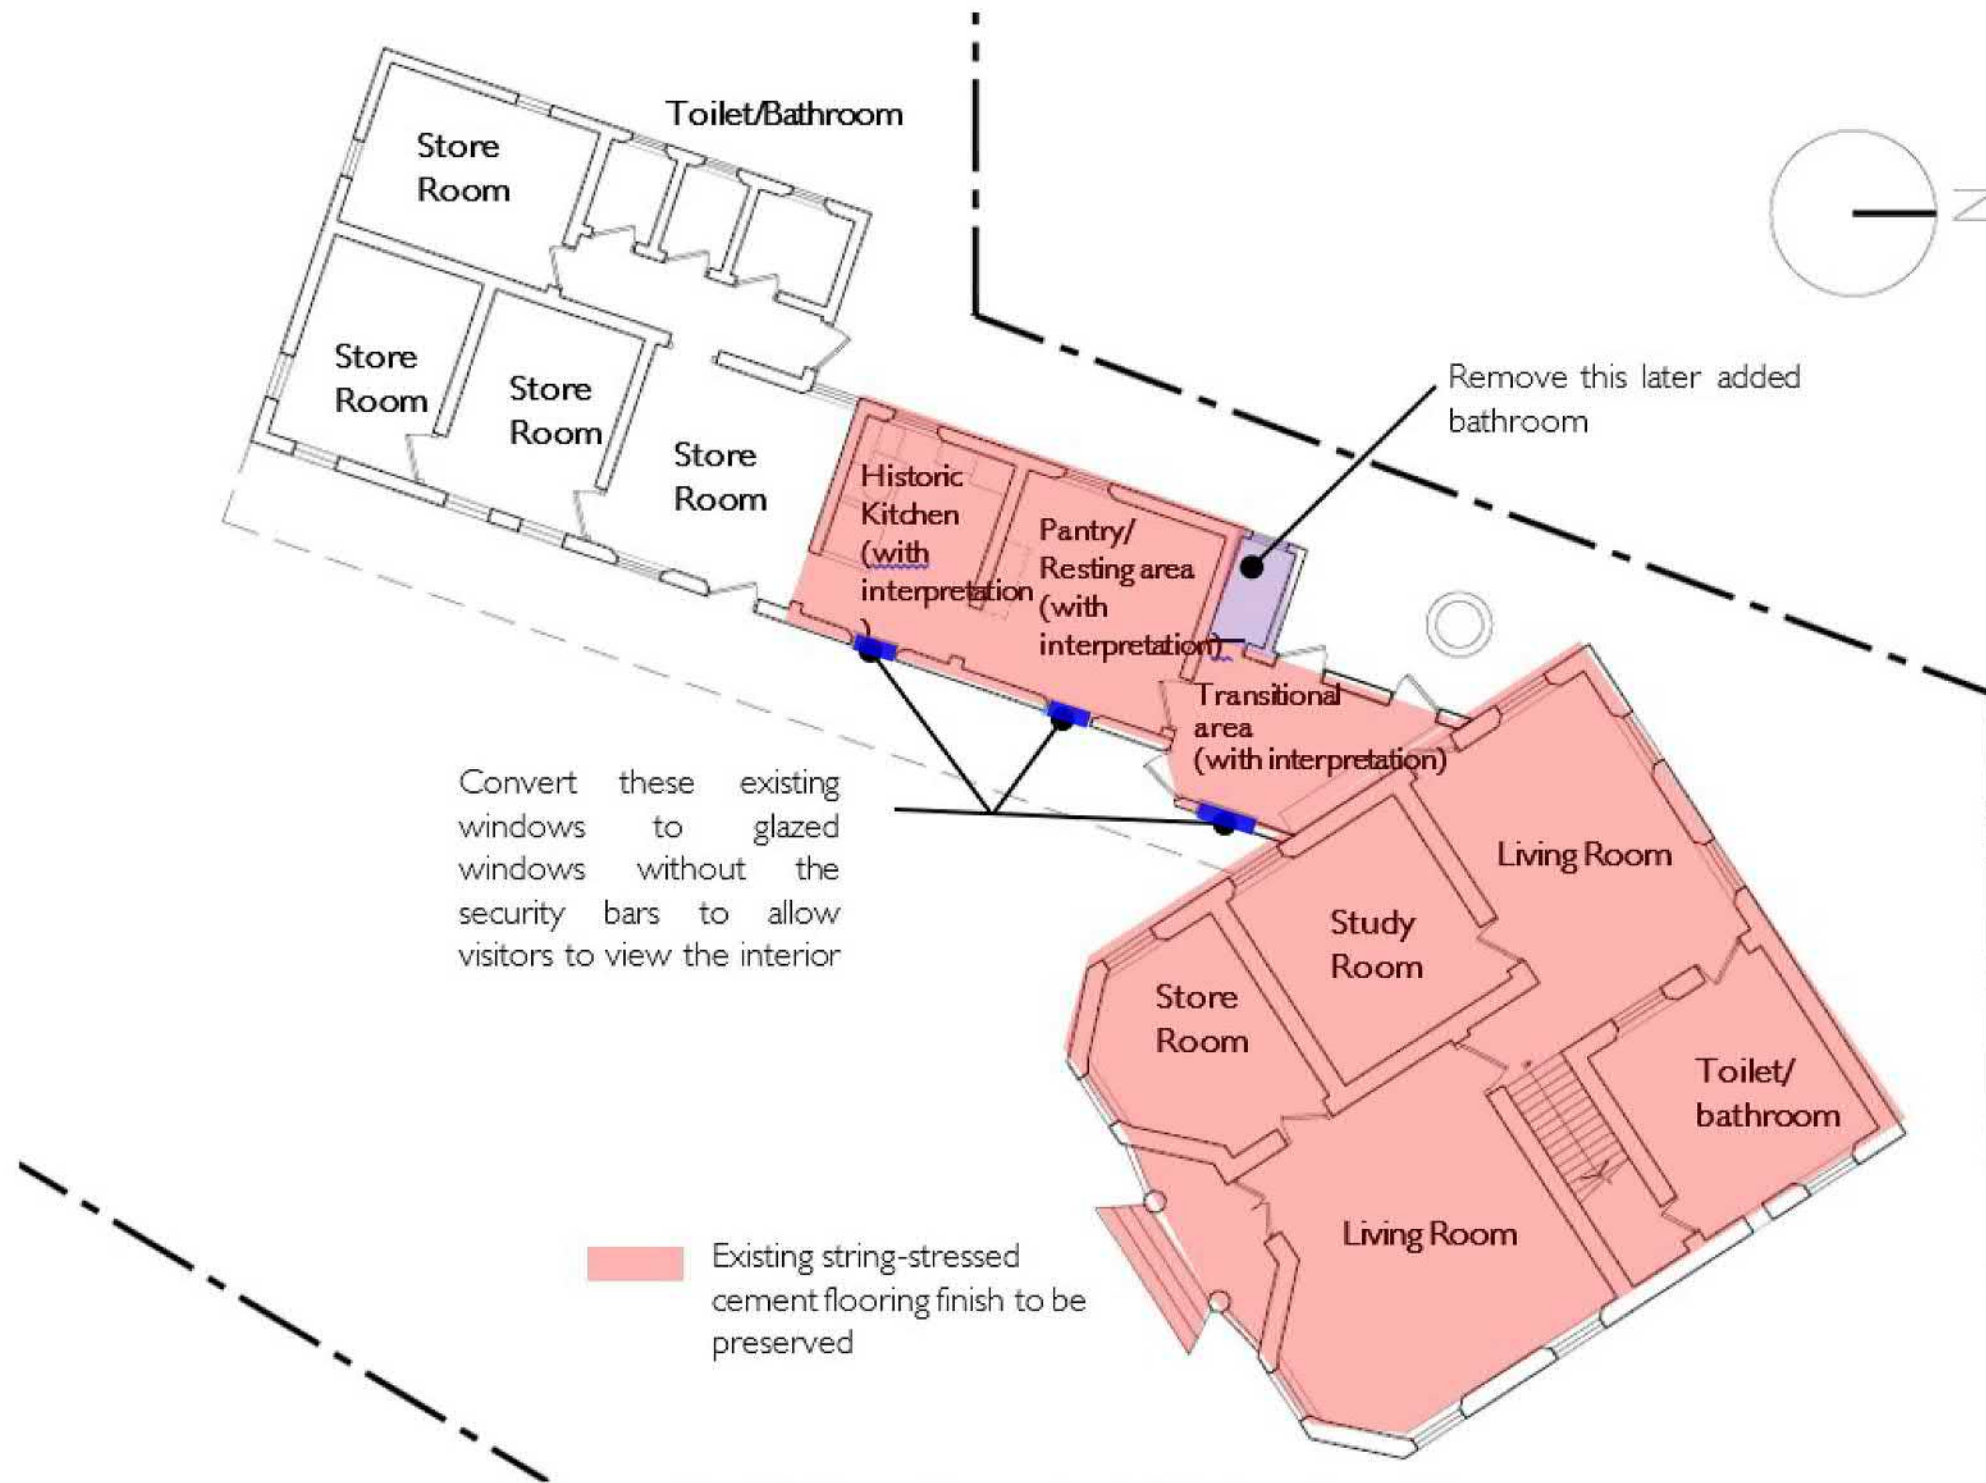 Toilet/Bathroom
Store
Room
N
Store
Room
Store
Room
Store
Room
Remove this later added
bathroom
Historic
Kitchen
(with
interpretation
)
Pantry/
Resting area
(with
interpretation)
Transitional
area
(with interpretation)
Convert these existing
windows to glazed
windows without the
security bars to allow
visitors to view the interior
Living Room
Study
Room
Store
Room
Toilet/
bathroom
Living Room
Existing string-stressed
cement flooring finish to be
preserved